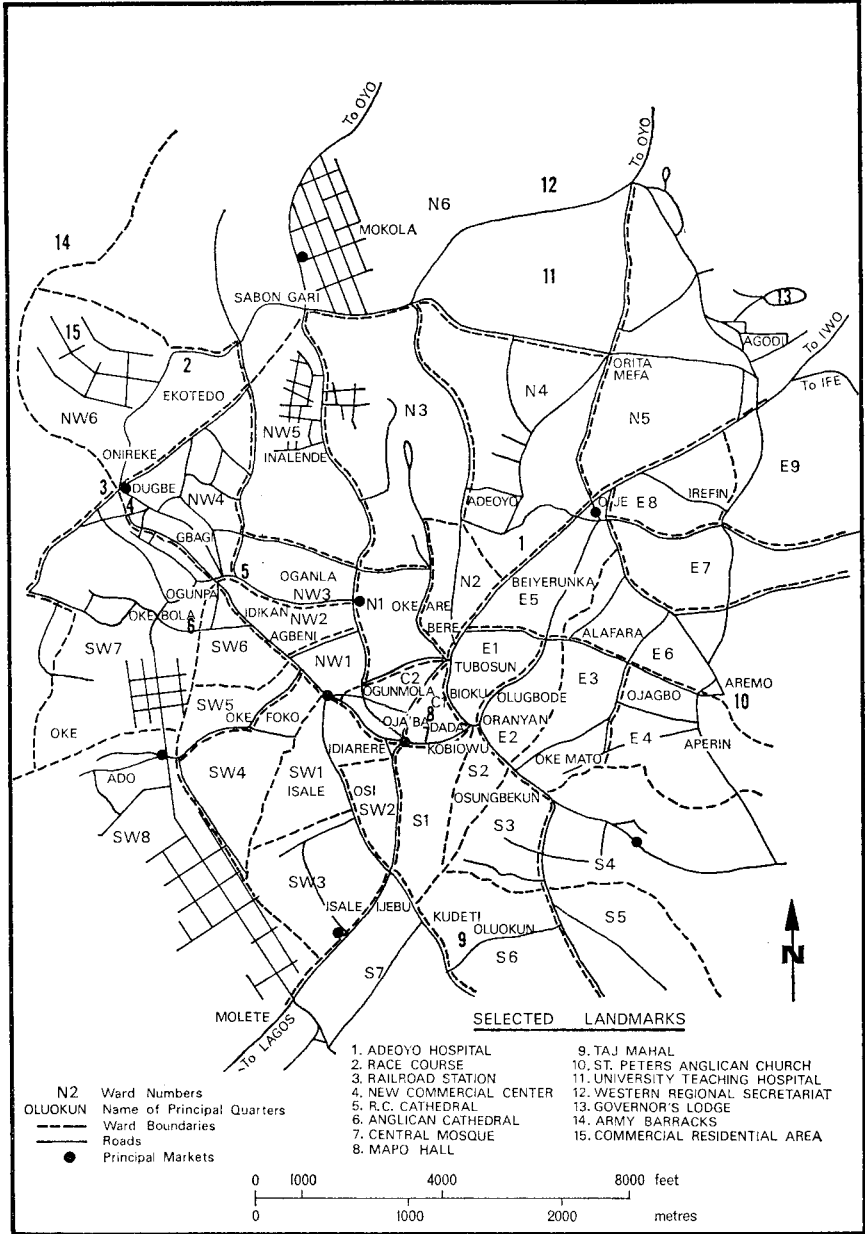 To OYO
To OYO
12
N6
MOKOLA
14
11
13
SABON GARI
15
2
AGODI
To IWO
ORITA
MEFA
To IFE
EKOTEDO
N4
NW6
N3
N5
NW5
ONIREKE
INALENDE
E9
3
DUGBE
4
NW4
ADEOYO
OJE
E8
IREFIN
GBAGI
1
5
OGANLA
NW3
N2
BEIYERUNKA
E5
E7
OGUNPA
N1
OKE ARE
OKE BOLA
IDIKAN
NW2
BERE
6
AGBENI
ALAFARA
SW7
SW6
E1
E6
NW1
TUBOSUN
C2
E3
OGUNMOLA
BIOKU
OLUGBODE
AREMO
SW5
C1
OJAGBO
10
OKE
OKE FOKO
OJA'BA
8
DADA
ORANYAN
E2
E4
APERIN
IDIARERE
KOBIOWU
OKE MATO
ADO
SW4
SW1
ISALE
OSI
SW2
S2
OSUNGBEKUN
SW8
S1
S3
S4
SW3
ISALE IJEBU
KUDETI
OLUOKUN
S5
9
S7
S6
N
MOLETE
To LAGOS
SELECTED LANDMARKS
1. ADEOYO HOSPITAL
2. RACE COURSE
3. RAILROAD STATION
4. NEW COMMERCIAL CENTER
5. R.C. CATHEDRAL
6. ANGLICAN CATHEDRAL
7. CENTRAL MOSQUE
8. MAPO HALL
9. TAJ MAHAL
10. ST. PETERS ANGLICAN CHURCH
11. UNIVERSITY TEACHING HOSPITAL
12. WESTERN REGIONAL SECRETARIAT
13. GOVERNOR'S LODGE
14. ARMY BARRACKS
15. COMMERCIAL RESIDENTIAL AREA
N2 Ward Numbers
OLUOKUN Name of Principal Quarters
Ward Boundaries
Roads
Principal Markets
0 1000 4000 8000 feet
0 1000 2000 metres